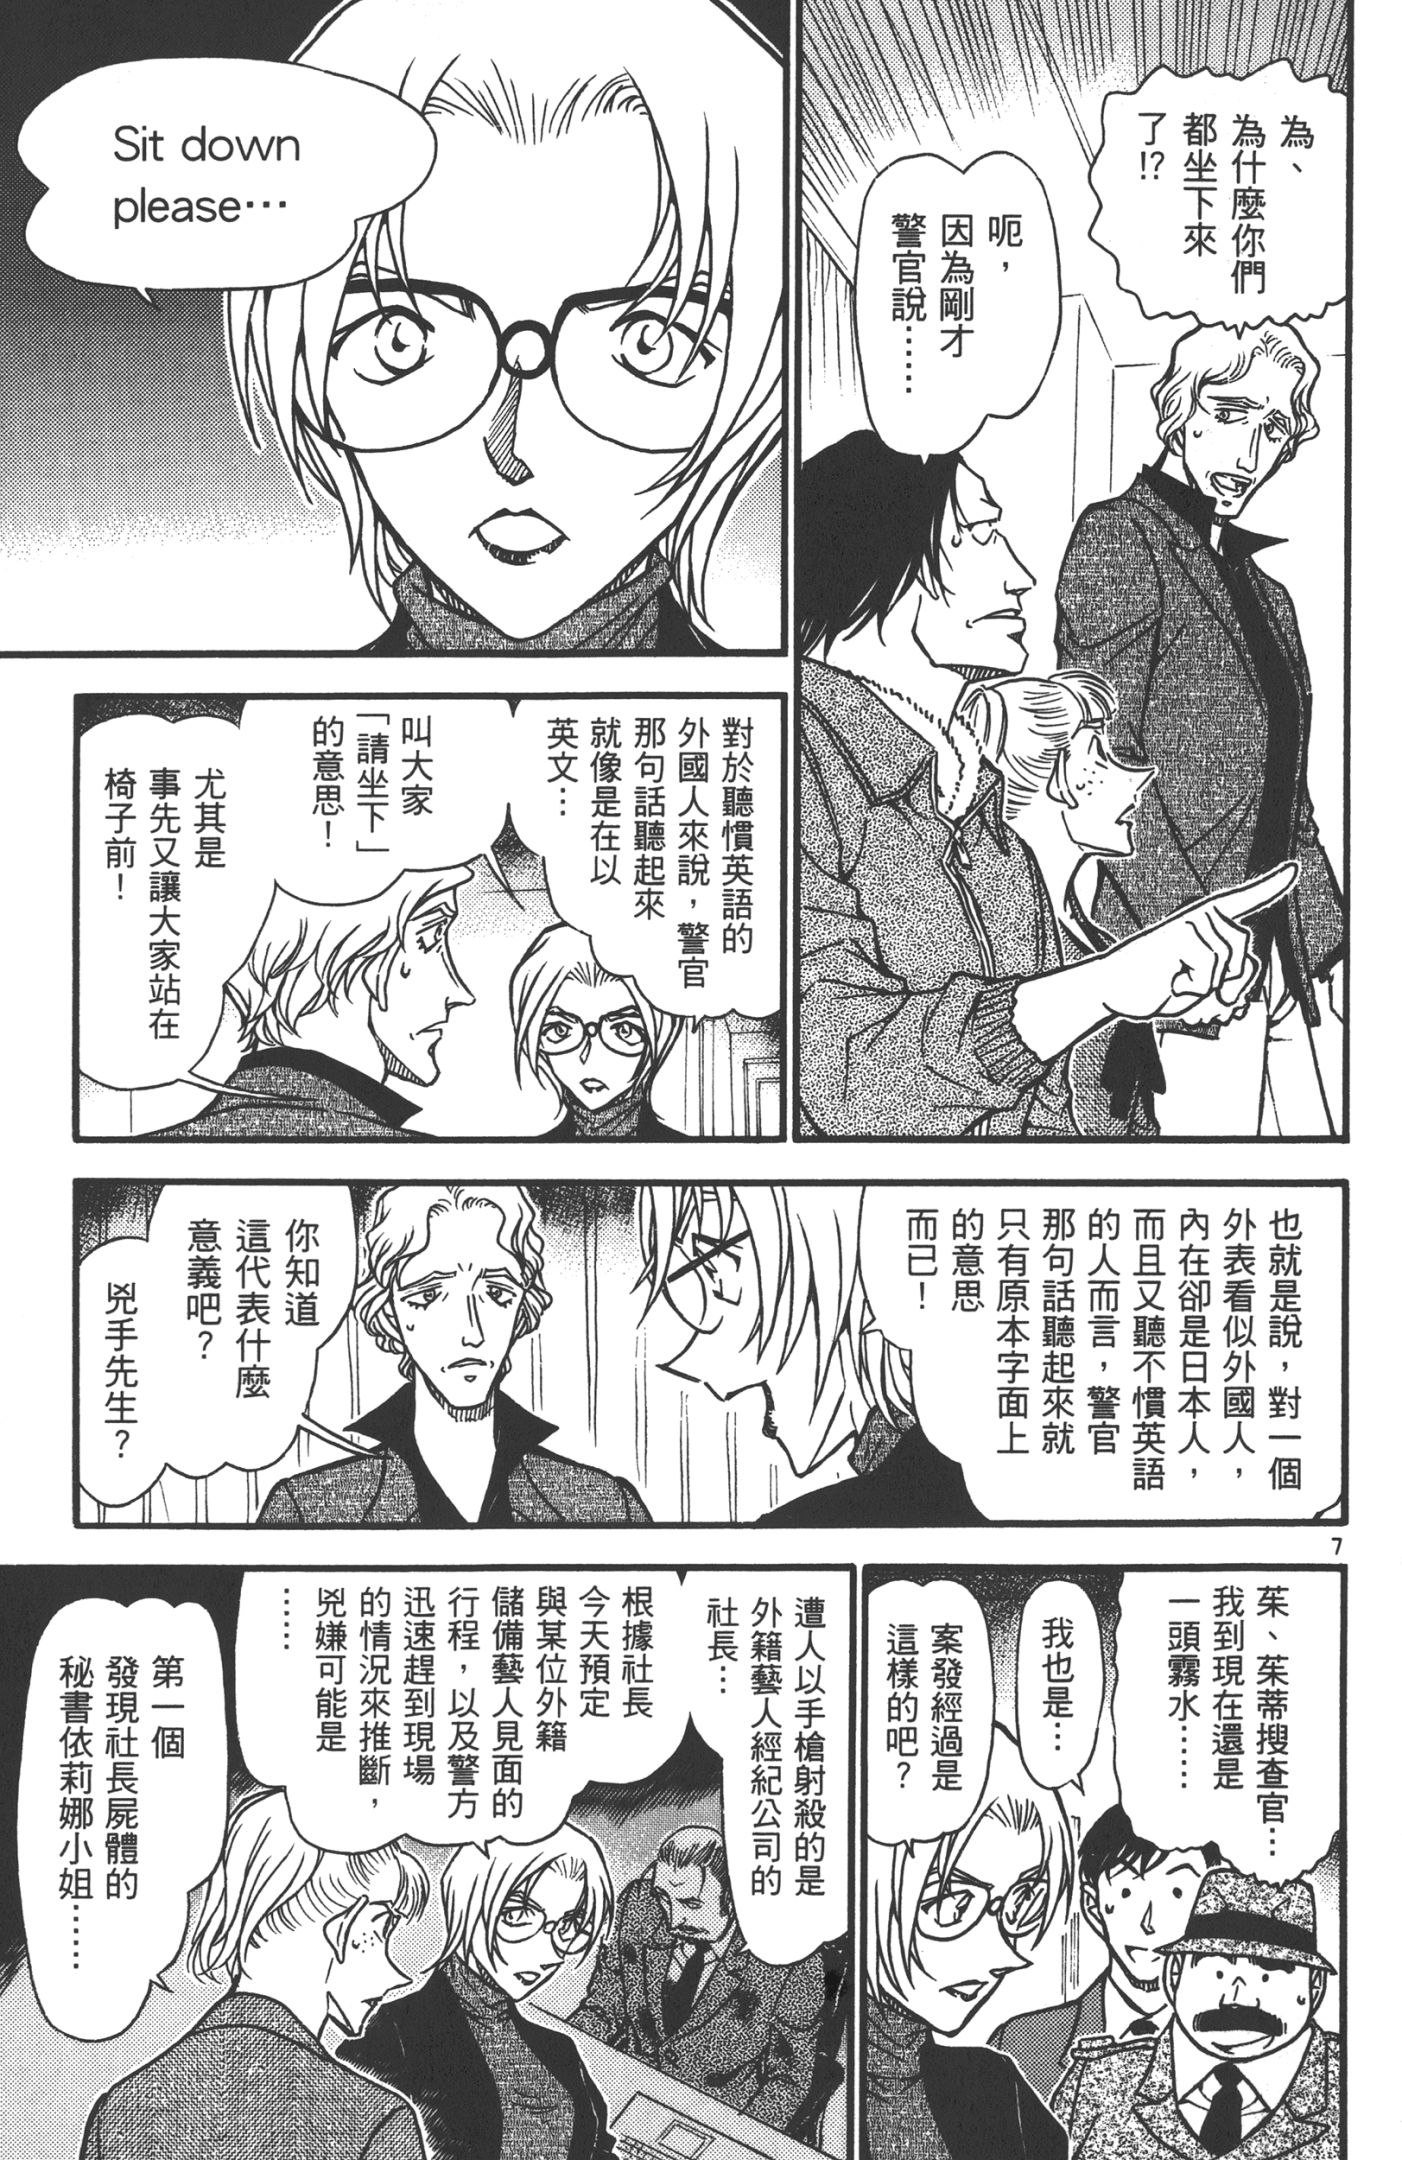 為、
為什麼你們
都坐下來
了!?
呃，
因為剛才
警官說……
Sit down
please…
對於聽慣英語的
外國人來說，警官
那句話聽起來
就像是在以
英文…
叫大家
「請坐下」
的意思！
尤其是
事先又讓大家站在
椅子前！
也就是說，對一個
外表看似外國人，
內在卻是日本人，
而且又聽不慣英語
的人而言，警官
那句話聽起來就
只有原本字面上
的意思
而已！
你知道
這代表什麼
意義吧？
兇手先生？
7
茱、茱蒂搜查官…
我到現在還是
一頭霧水……
我也是…
案發經過是
這樣的吧？
遭人以手槍射殺的是
外籍藝人經紀公司的
社長…
根據社長
今天預定
與某位外籍
儲備藝人見面的
行程，以及警方
迅速趕到現場
的情況來推斷，
兇嫌可能是
……
第一個
發現社長屍體的
秘書依莉娜小姐……